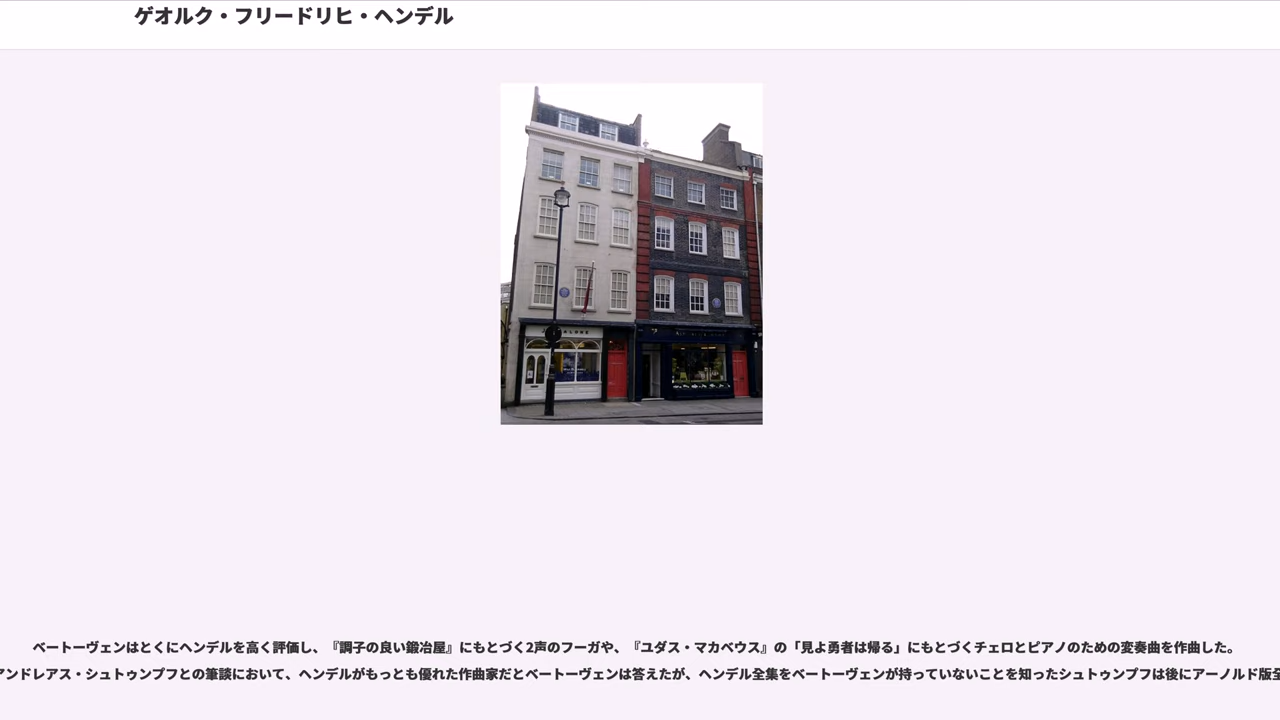 ゲオルク・フリードリヒ・ヘンデル
ベートーヴェンはとくにヘンデルを高く評価し、『調子の良い鍛冶屋』にもとづく2声のフーガや、『ユダス・マカベウス』の「見よ勇者は帰る」にもとづくチェロとピアノのための変奏曲を作曲した。
アンドレアス・シュトゥンプフとの筆談において、ヘンデルがもっとも優れた作曲家だとベートーヴェンは答えたが、ヘンデル全集をベートーヴェンが持っていないことを知ったシュトゥンプフは後にアーノルド版全